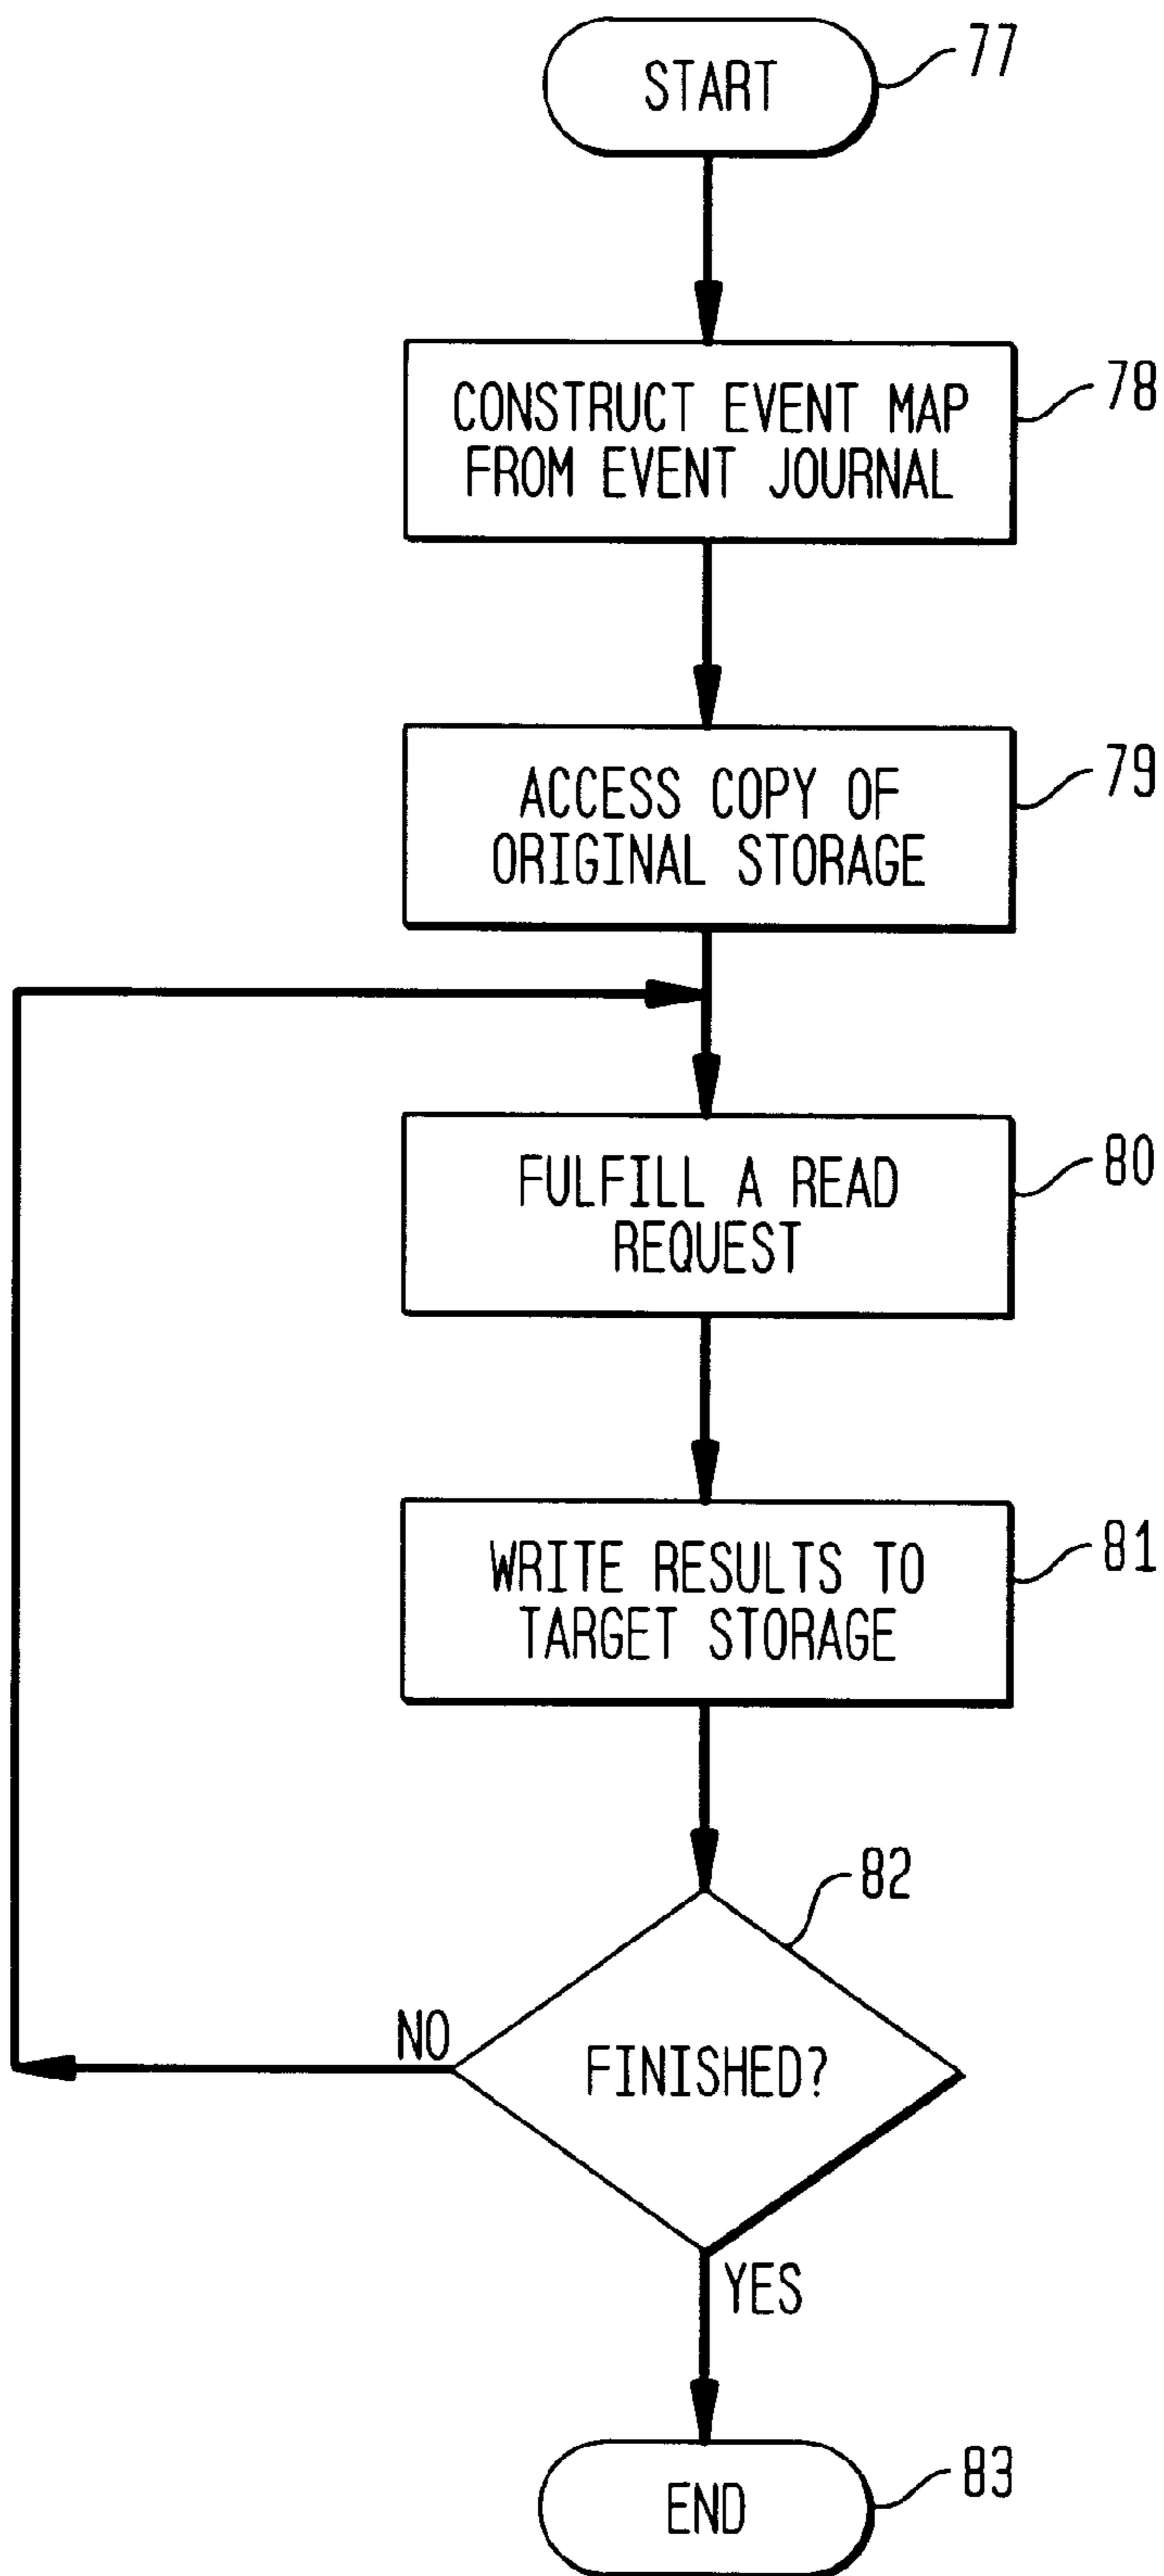 START
77
CONSTRUCT EVENT MAP
FROM EVENT JOURNAL
78
ACCESS COPY OF
ORIGINAL STORAGE
79
FULFILL A READ
REQUEST
80
WRITE RESULTS TO
TARGET STORAGE
81
82
NO
FINISHED?
YES
END
83